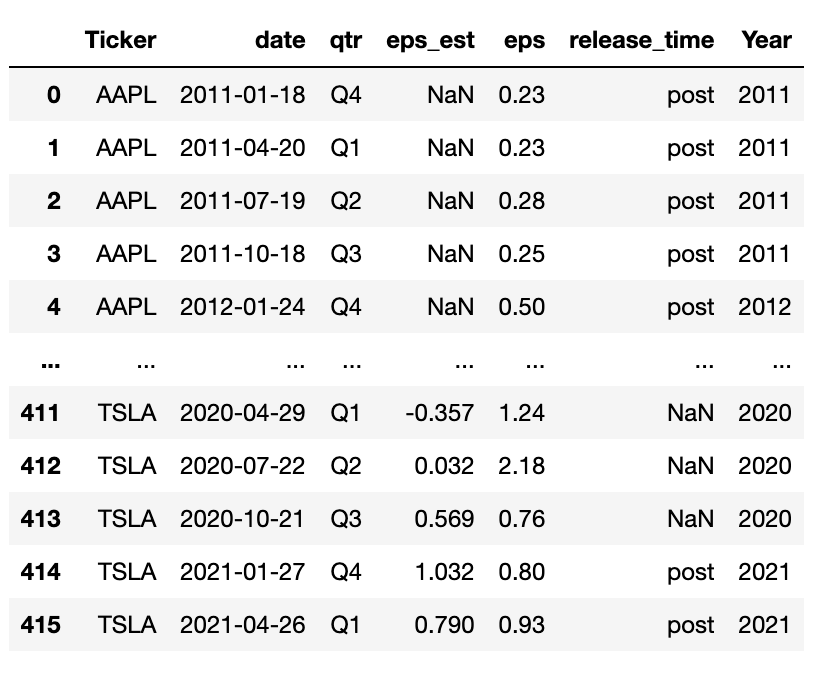 Ticker date qtr eps_est eps release_time Year
0 AAPL 2011-01-18 Q4 NaN 0.23 post 2011
1 AAPL 2011-04-20 Q1 NaN 0.23 post 2011
2 AAPL 2011-07-19 Q2 NaN 0.28 post 2011
3 AAPL 2011-10-18 Q3 NaN 0.25 post 2011
4 AAPL 2012-01-24 Q4 NaN 0.50 post 2012
... ... ... ... ... ... ... ...
411 TSLA 2020-04-29 Q1 -0.357 1.24 NaN 2020
412 TSLA 2020-07-22 Q2 0.032 2.18 NaN 2020
413 TSLA 2020-10-21 Q3 0.569 0.76 NaN 2020
414 TSLA 2021-01-27 Q4 1.032 0.80 post 2021
415 TSLA 2021-04-26 Q1 0.790 0.93 post 2021